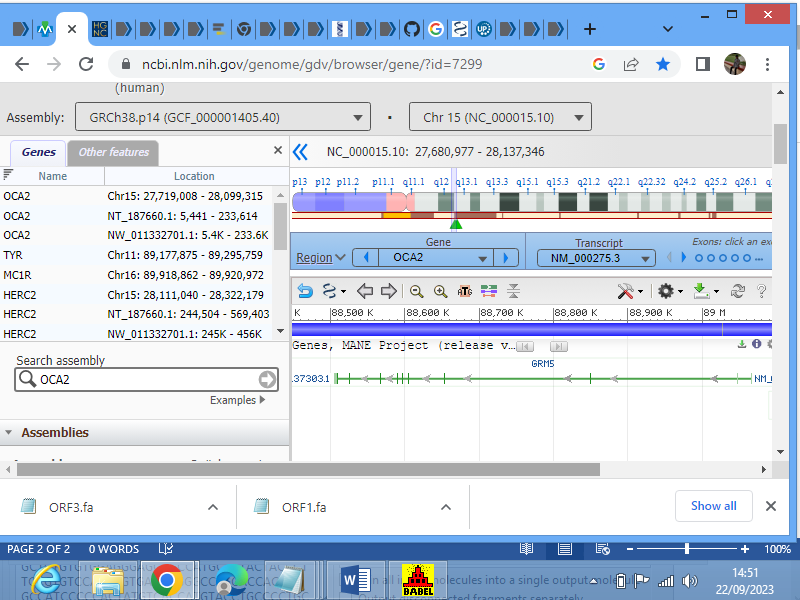 ncbi.nlm.nih.gov/genome/gdv/browser/gene/?id=7299
(human)
Assembly: GRCh38.p14 (GCF_000001405.40) · Chr 15 (NC_000015.10)
Genes Other features
Name Location
OCA2 Chr15: 27,719,008 - 28,099,315
OCA2 NT_187660.1: 5,441 - 233,614
OCA2 NW_011332701.1: 5.4K - 233.6K
TYR Chr11: 89,177,875 - 89,295,759
MC1R Chr16: 89,918,862 - 89,920,972
HERC2 Chr15: 28,111,040 - 28,322,179
HERC2 NT_187660.1: 244,504 - 569,403
HERC2 NW_011332701.1: 245K - 456K
Search assembly
OCA2
Examples
Assemblies
NC_000015.10: 27,680,977 - 28,137,346
p13 p12 p11.2 p11.1 q11.1 q12 q13.1 q13.3 q14 q15.1 q15.3 q21.2 q22.1 q22.32 q24.2 q25.2 q26.1
Region Gene OCA2 Transcript NM_000275.3 Exons: click an ex
K 88,500 K 88,600 K 88,700 K 88,800 K 88,900 K 89 M
Genes, MANE Project (release v...
GRM5
.37303.1 NM_
ORF3.fa ORF1.fa Show all
PAGE 2 OF 2 0 WORDS 100%
BABEL
14:51
22/09/2023